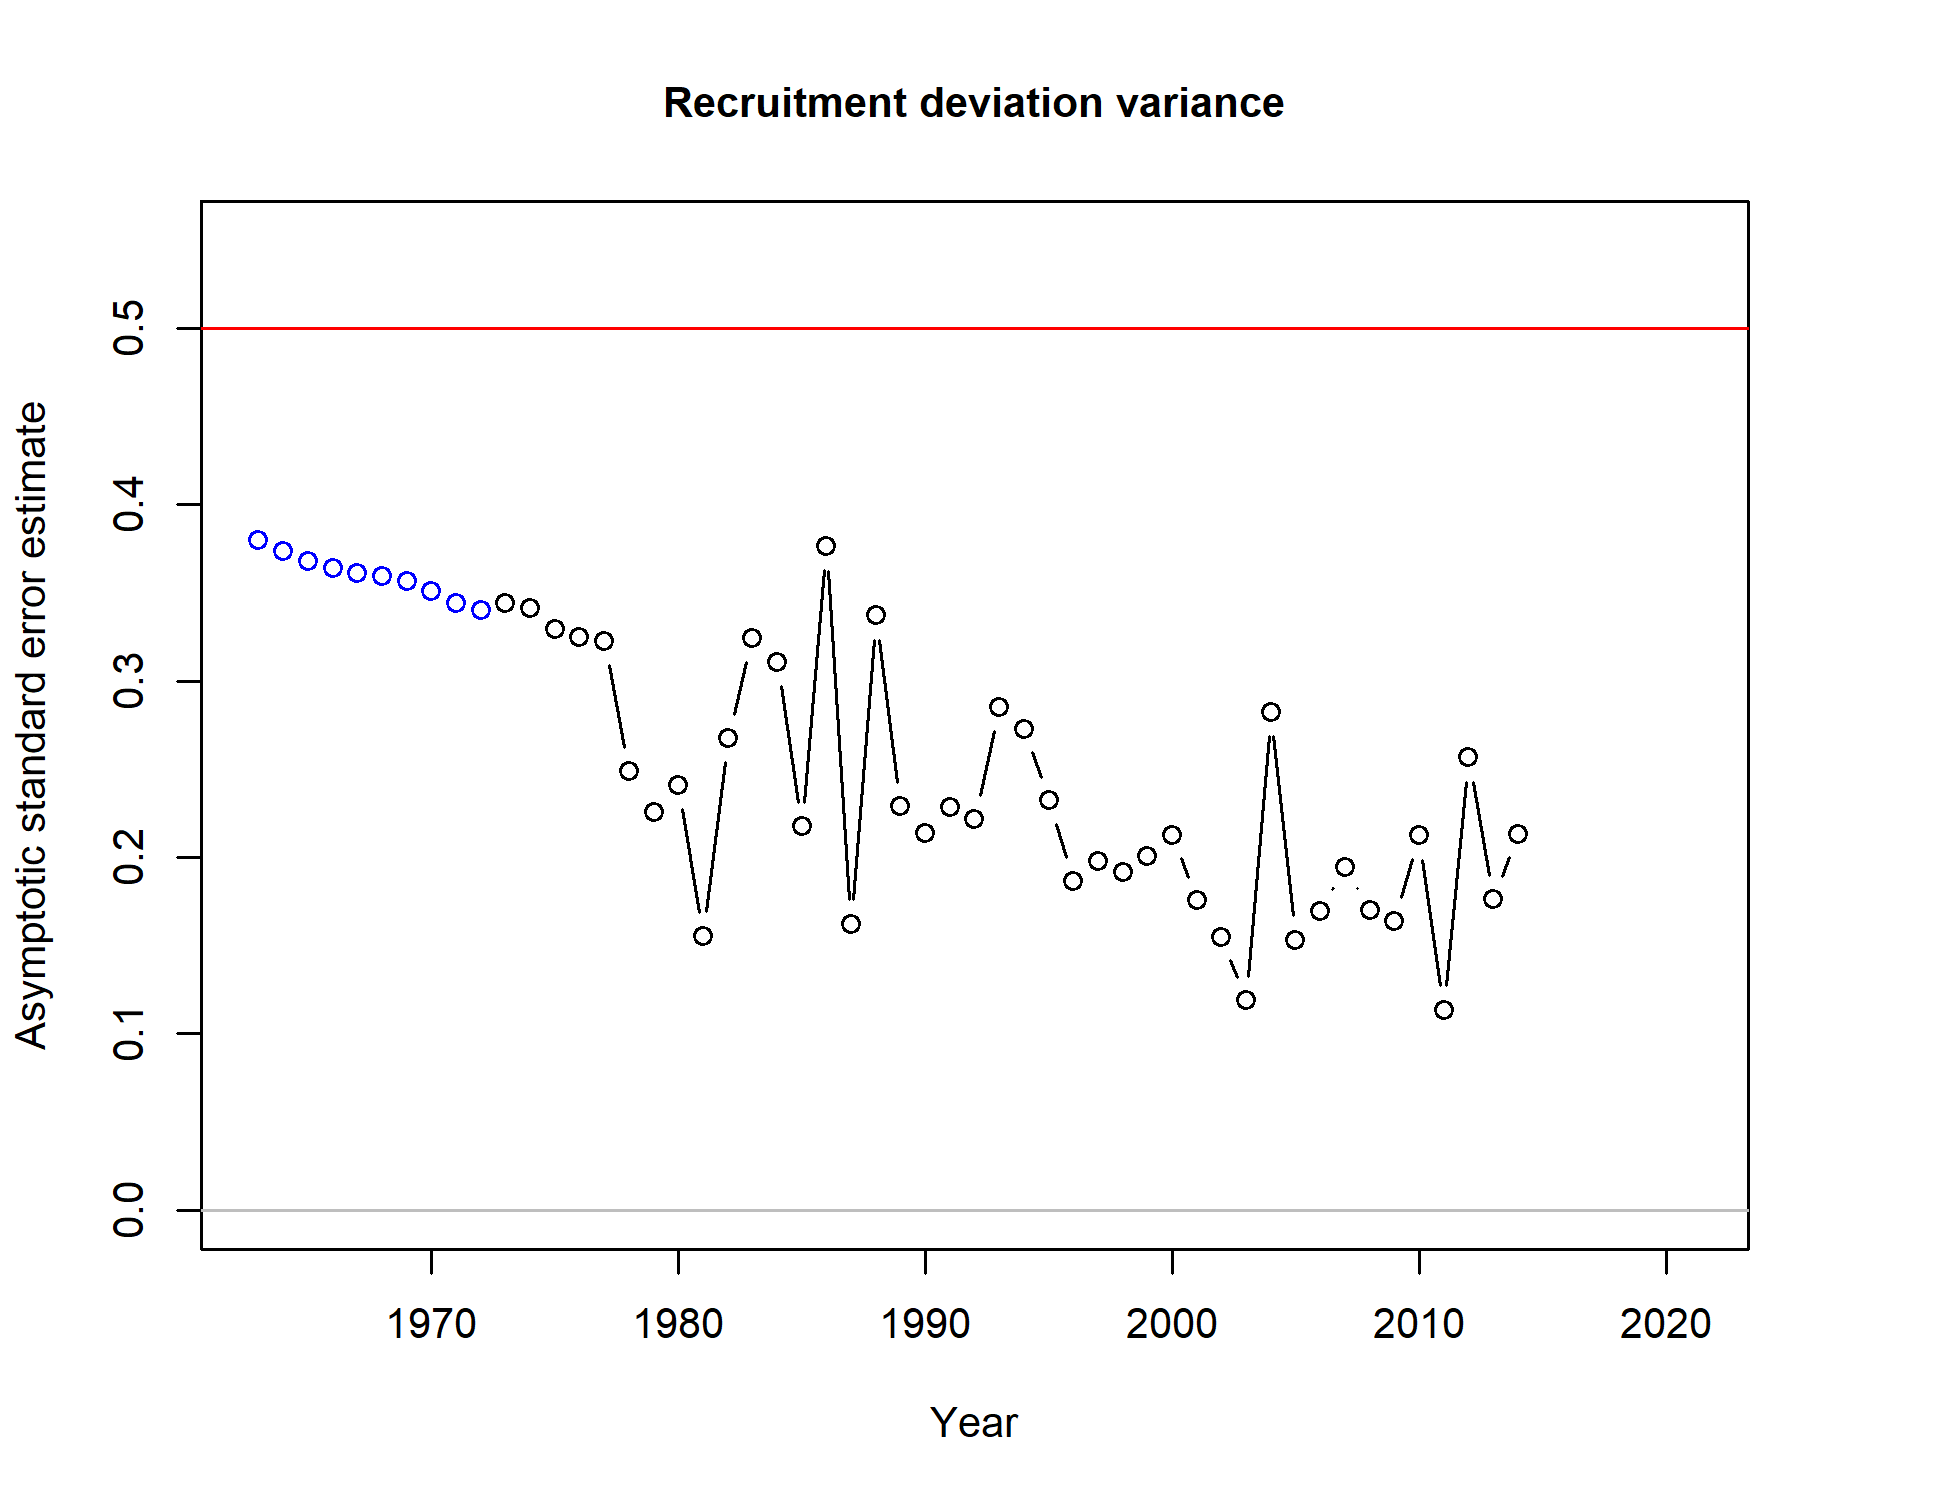 Recruitment deviation variance
Asymptotic standard error estimate
0.5
0.4
0.3
0.2
0.1
0.0
1970 1980 1990 2000 2010 2020
Year